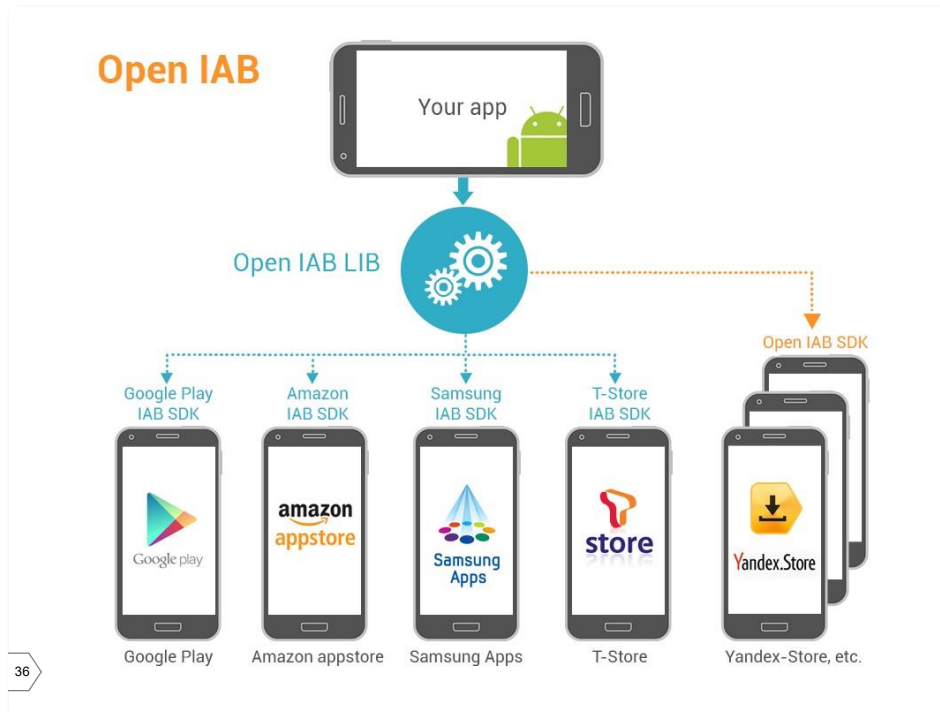 Open IAB
Your app
Open IAB LIB
Open IAB SDK
Google Play
IAB SDK
Amazon
IAB SDK
Samsung
IAB SDK
T-Store
IAB SDK
Google play
amazon
appstore
Samsung
Apps
store
Yandex.Store
Google Play
Amazon appstore
Samsung Apps
T-Store
Yandex-Store, etc.
36